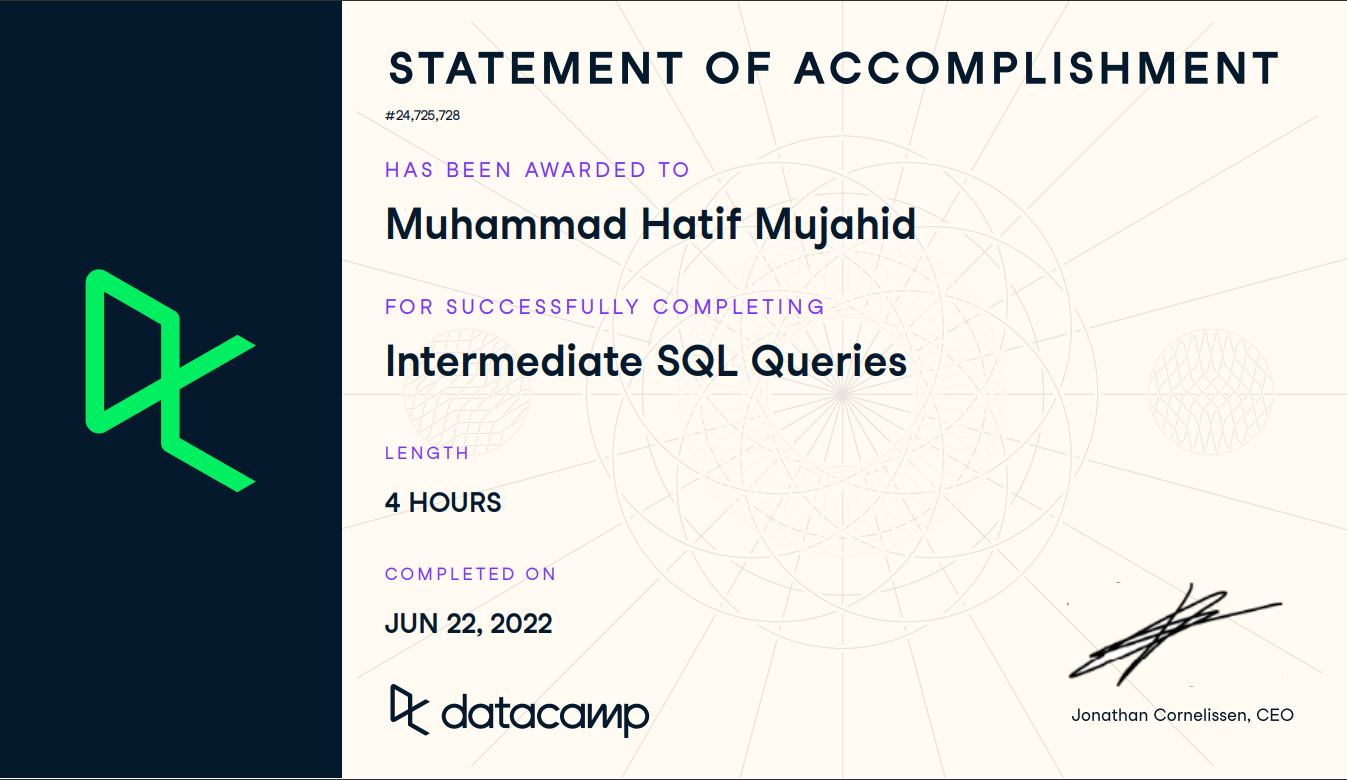 STATEMENT OF ACCOMPLISHMENT
#24,725,728
HAS BEEN AWARDED TO
Muhammad Hatif Mujahid
FOR SUCCESSFULLY COMPLETING
Intermediate SQL Queries
LENGTH
4 HOURS
COMPLETED ON
JUN 22, 2022
datacamp
Jonathan Cornelissen, CEO